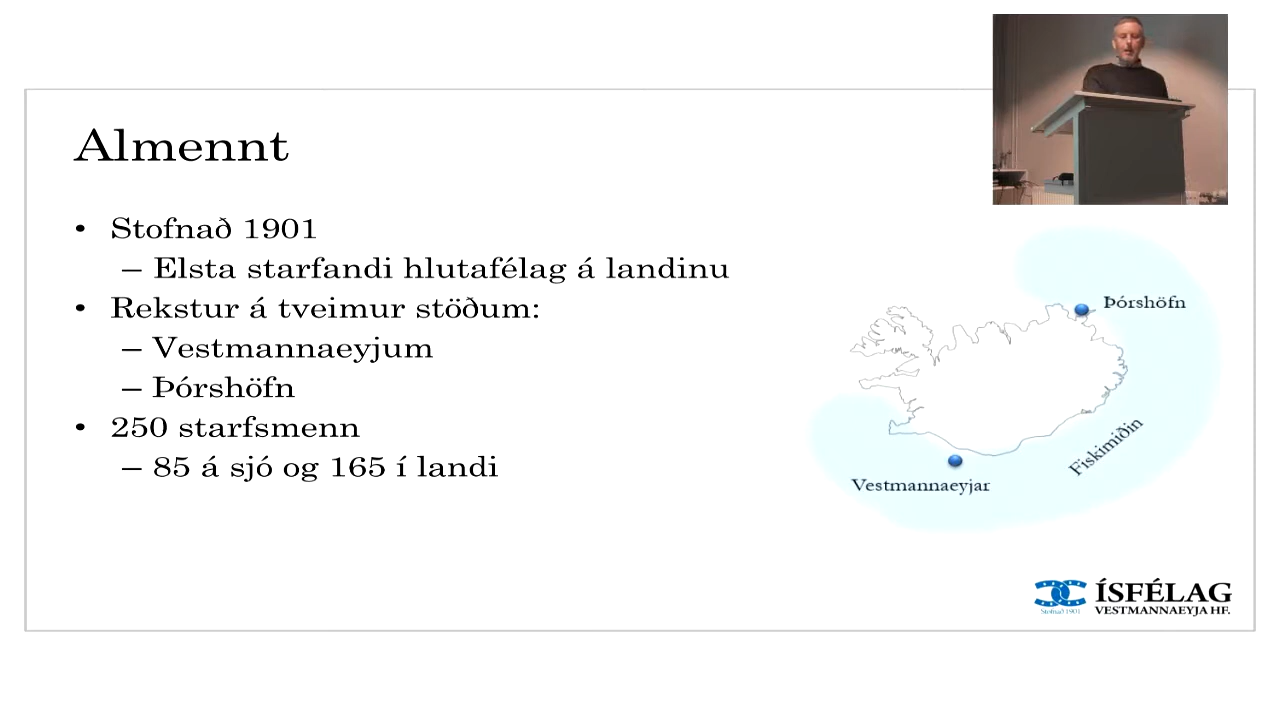 Almennt
• Stofnað 1901
– Elsta starfandi hlutafélag á landinu
• Rekstur á tveimur stöðum:
– Vestmannaeyjum
– Þórshöfn
• 250 starfsmenn
– 85 á sjó og 165 í landi
Þórshöfn
Fiskimiðin
Vestmannaeyjar
ÍSFÉLAG
VESTMANNAEYJA HF.
Stofnað 1901